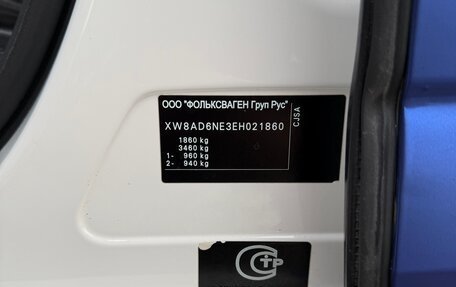 ООО "ФОЛЬКСВАГЕН Груп Рус"
XW8AD6NE3EH021860
1860 kg
3460 kg
1- 960 kg
2- 940 kg
CJSA